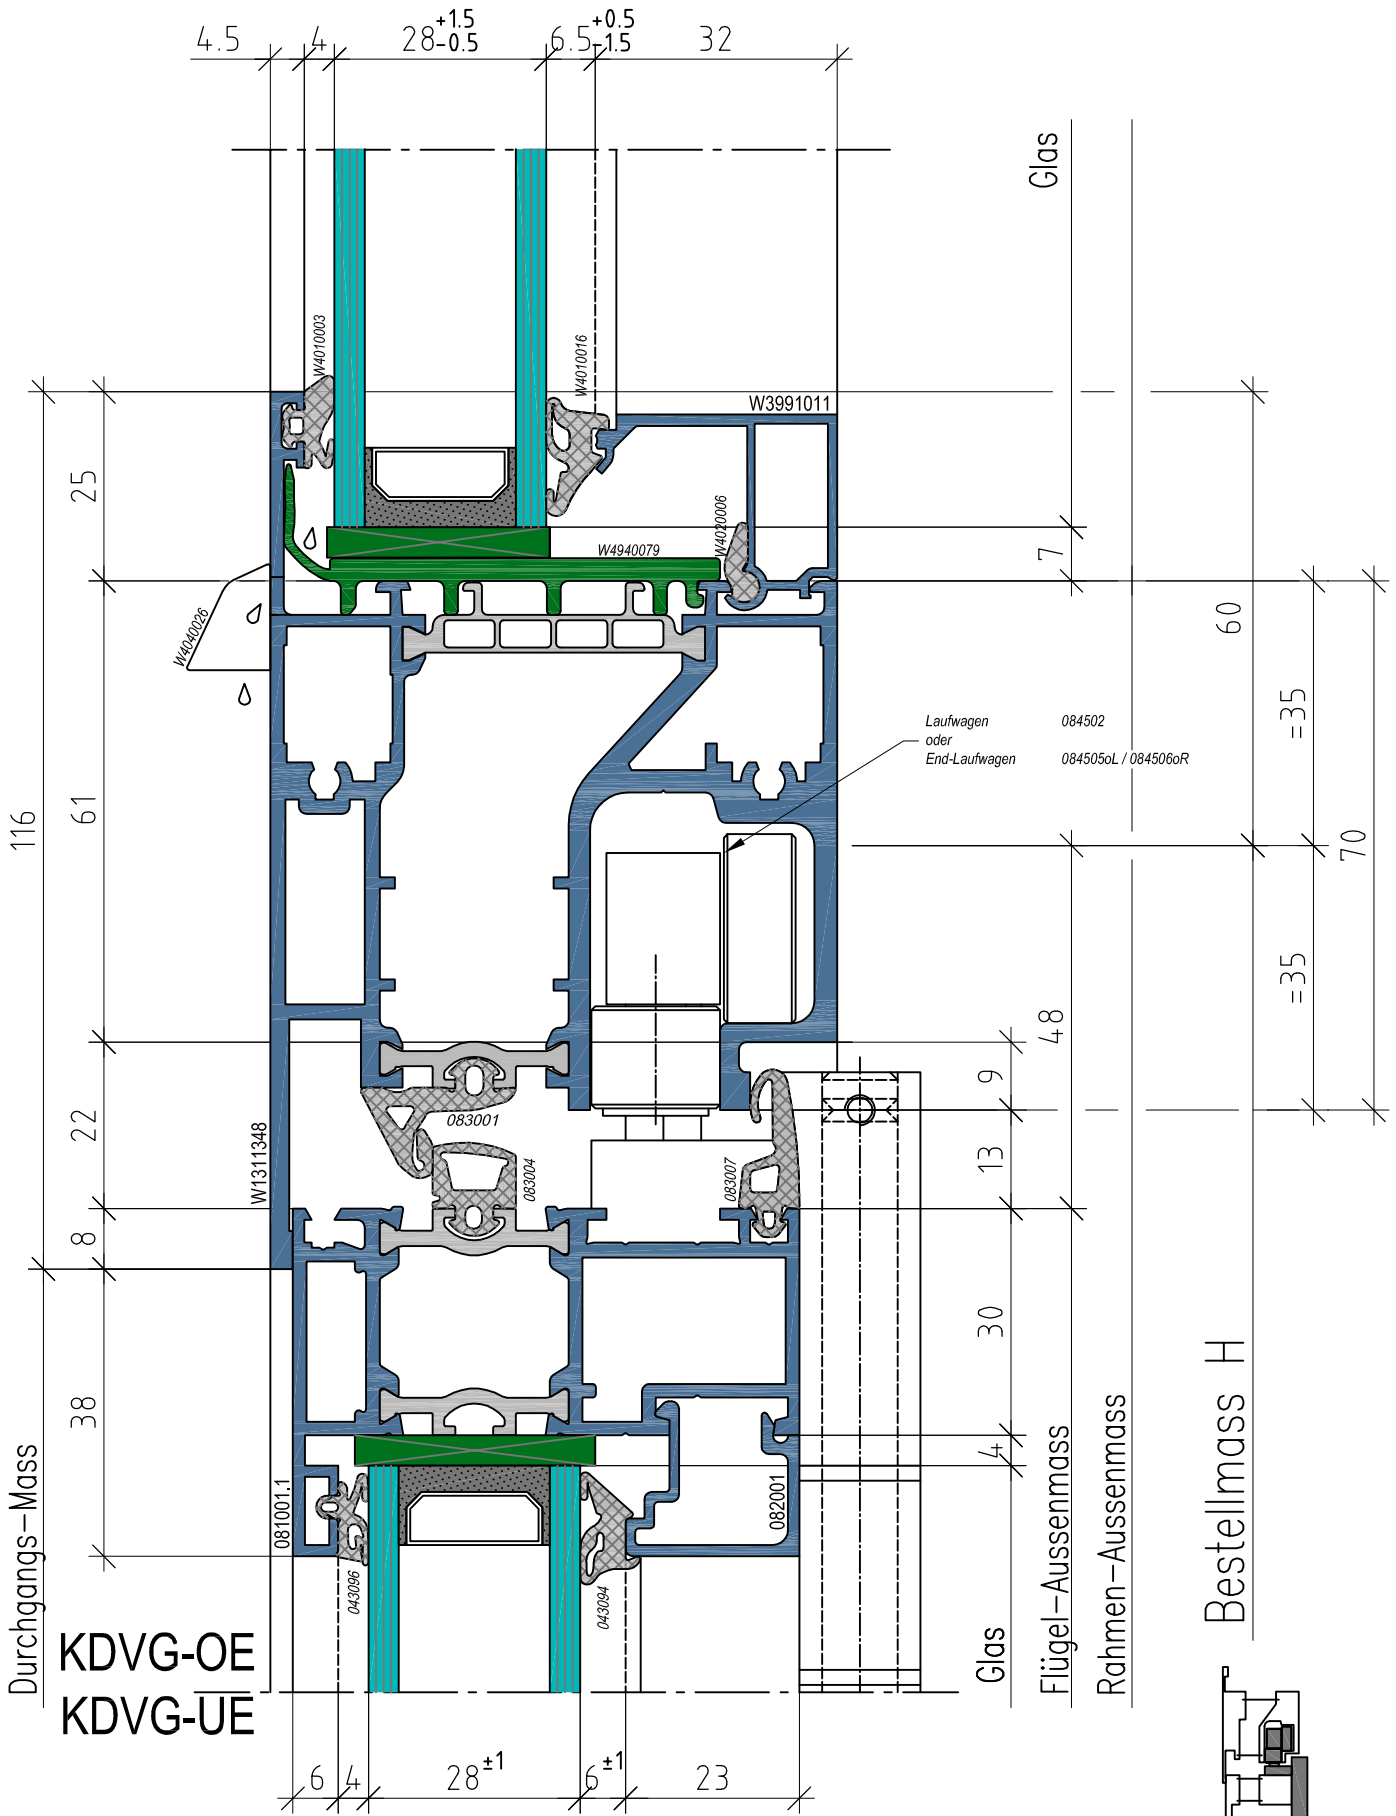 4.5
4
28 +1.5 -0.5
6.5 +0.5 -1.5
32
Glas
W4010003
W4010016
W3991011
25
W4020006
W4940079
7
W4040026
60
=35
Laufwagen 084502
oder
End-Laufwagen 084505oL / 084506oR
116
61
70
=35
48
9
083001
22
W1311348
083004
083007
13
8
30
38
4
Durchgangs-Mass
081001.1
082001
043096
043094
Glas
Flügel-Aussenmass
Rahmen-Aussenmass
Bestellmass H
KDVG-OE
KDVG-UE
6
4
28 ±1
6 ±1
23